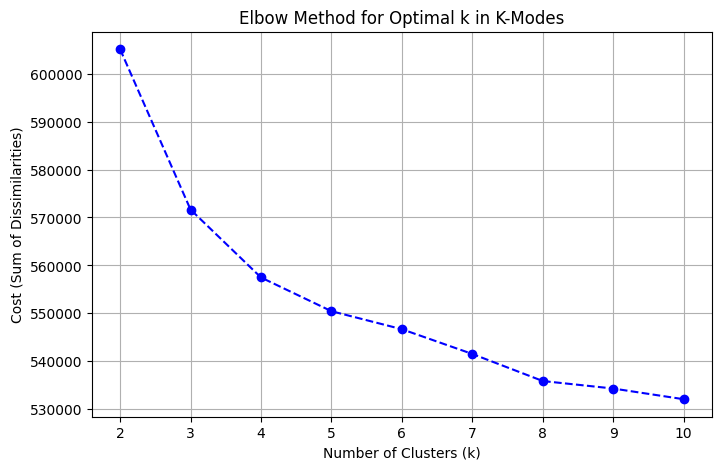 Elbow Method for Optimal k in K-Modes
Cost (Sum of Dissimilarities)
600000
590000
580000
570000
560000
550000
540000
530000
2 3 4 5 6 7 8 9 10
Number of Clusters (k)